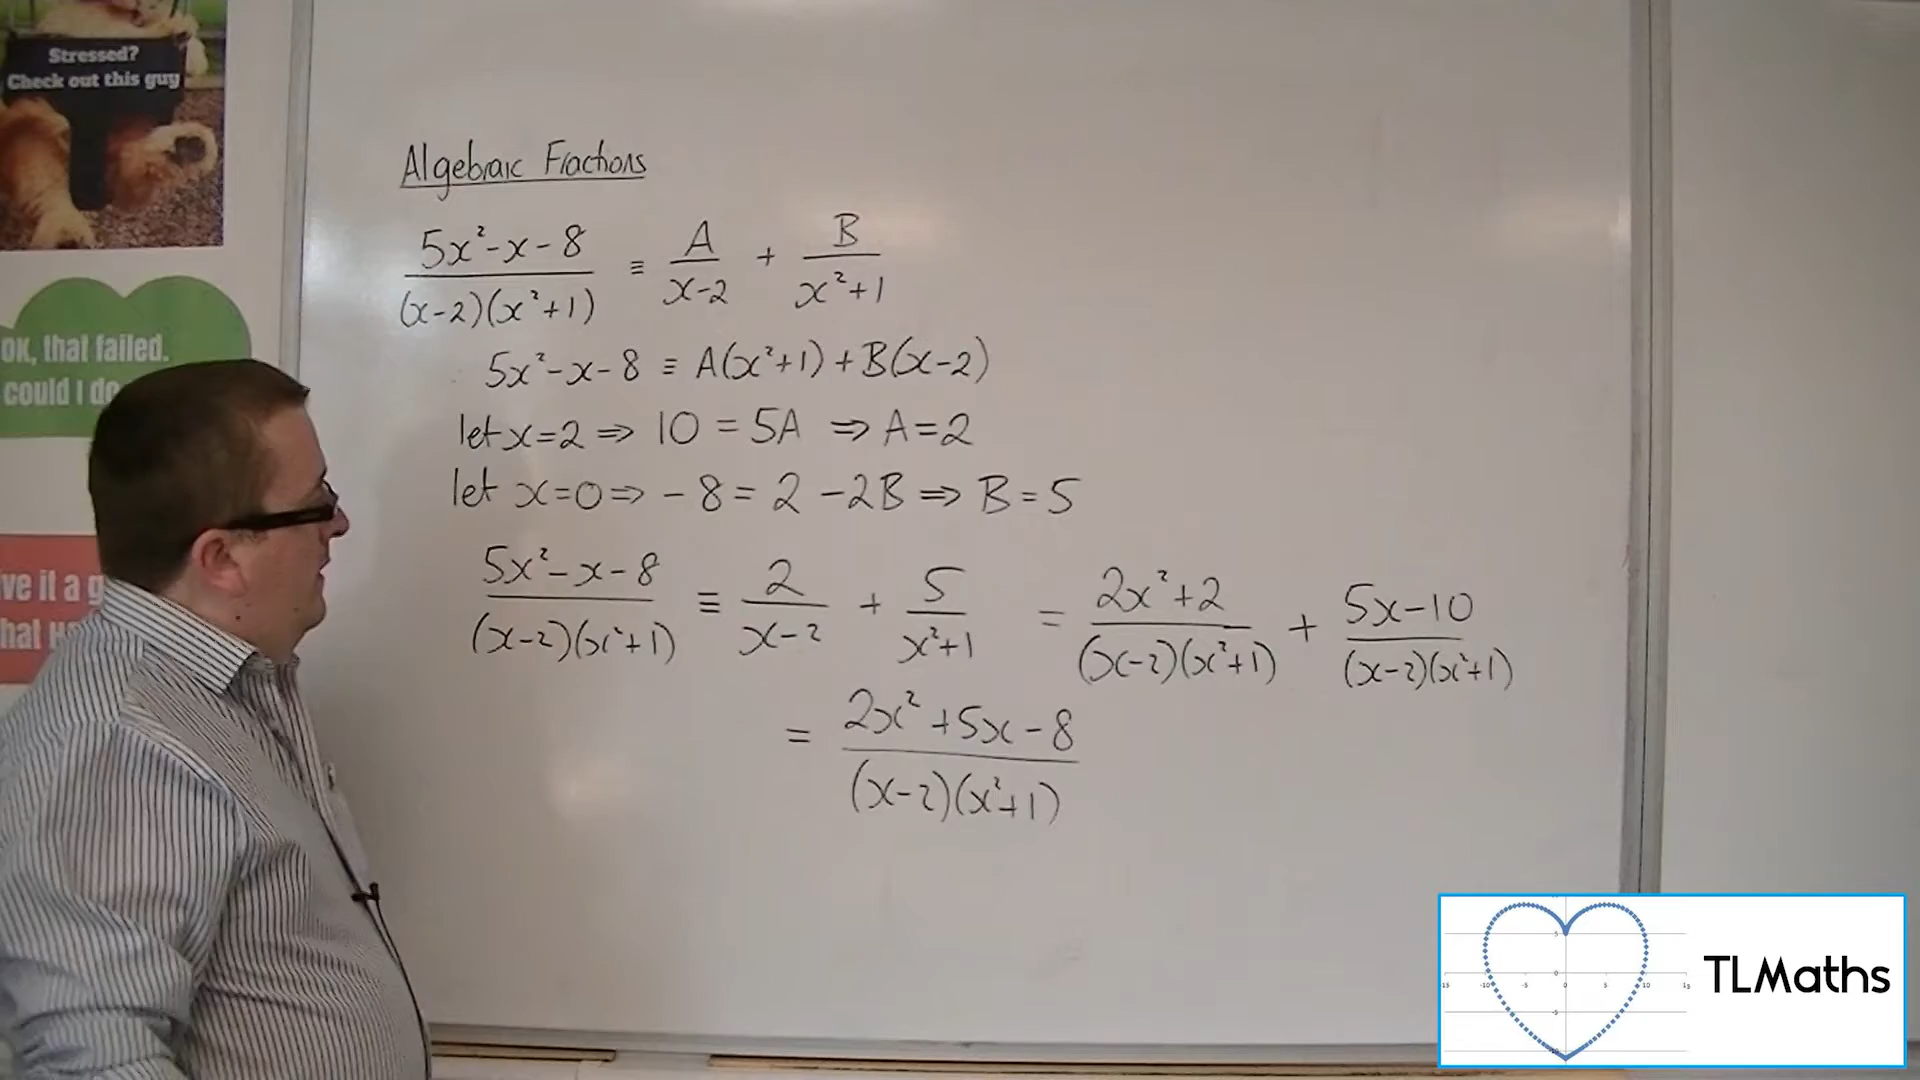 Stressed?
Check out this guy
OK, that failed.
could I do
ve it a g
hat
Algebraic Fractions
5x²-x-8 / (x-2)(x²+1) ≡ A / x-2 + B / x²+1
5x²-x-8 ≡ A(x²+1)+B(x-2)
let x=2 ⇒ 10 = 5A ⇒ A=2
let x=0 ⇒ -8 = 2 -2B ⇒ B=5
5x²-x-8 / (x-2)(x²+1) ≡ 2 / x-2 + 5 / x²+1 = 2x²+2 / (x-2)(x²+1) + 5x-10 / (x-2)(x²+1)
= 2x²+5x-8 / (x-2)(x²+1)
TLMaths